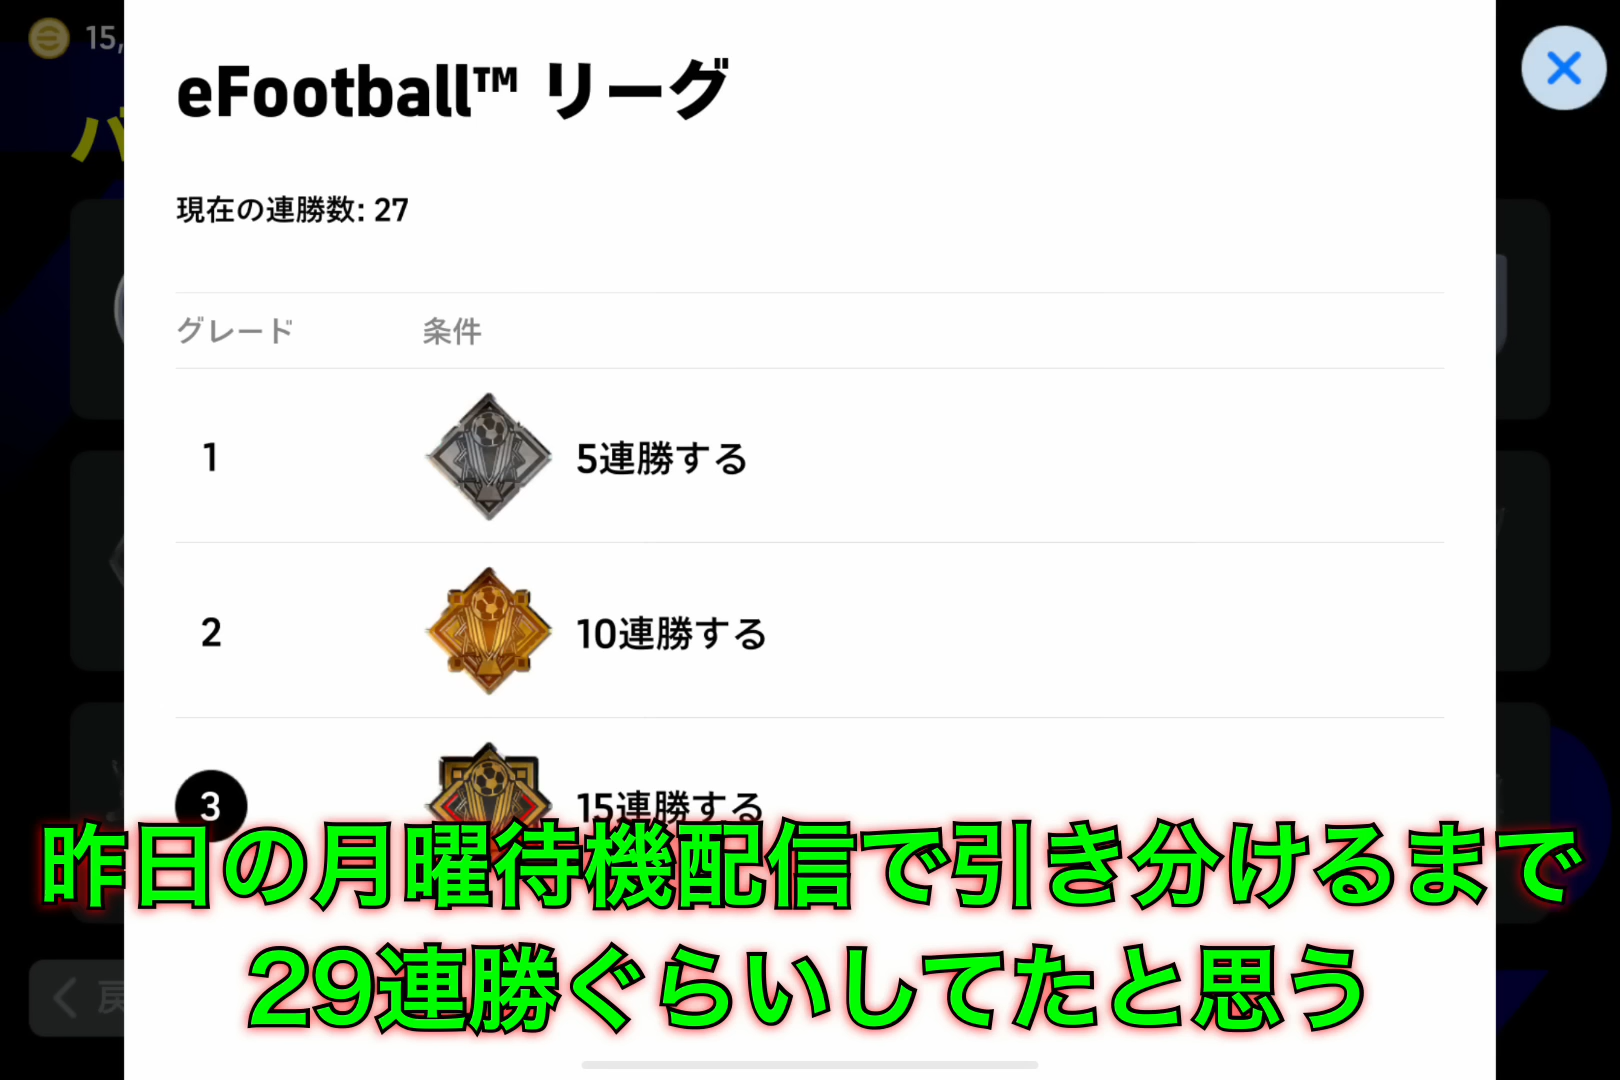 15,
バ
eFootball™ リーグ
現在の連勝数: 27
グレード 条件
1 5連勝する
2 10連勝する
3 15連勝する
昨日の月曜待機配信で引き分けるまで
29連勝ぐらいしてたと思う
戻